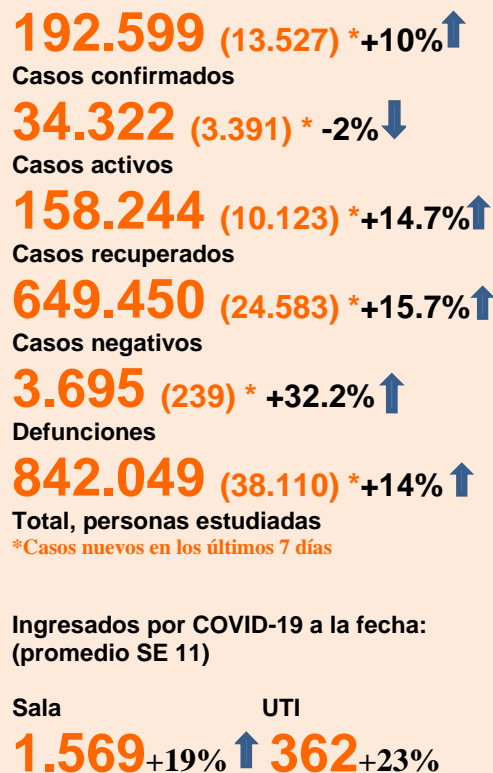 192.599 (13.527) *+10%
Casos confirmados
34.322 (3.391) * -2%
Casos activos
158.244 (10.123) *+14.7%
Casos recuperados
649.450 (24.583) *+15.7%
Casos negativos
3.695 (239) * +32.2%
Defunciones
842.049 (38.110) *+14%
Total, personas estudiadas
*Casos nuevos en los últimos 7 días
Ingresados por COVID-19 a la fecha:
(promedio SE 11)
Sala UTI
1.569+19% 362+23%